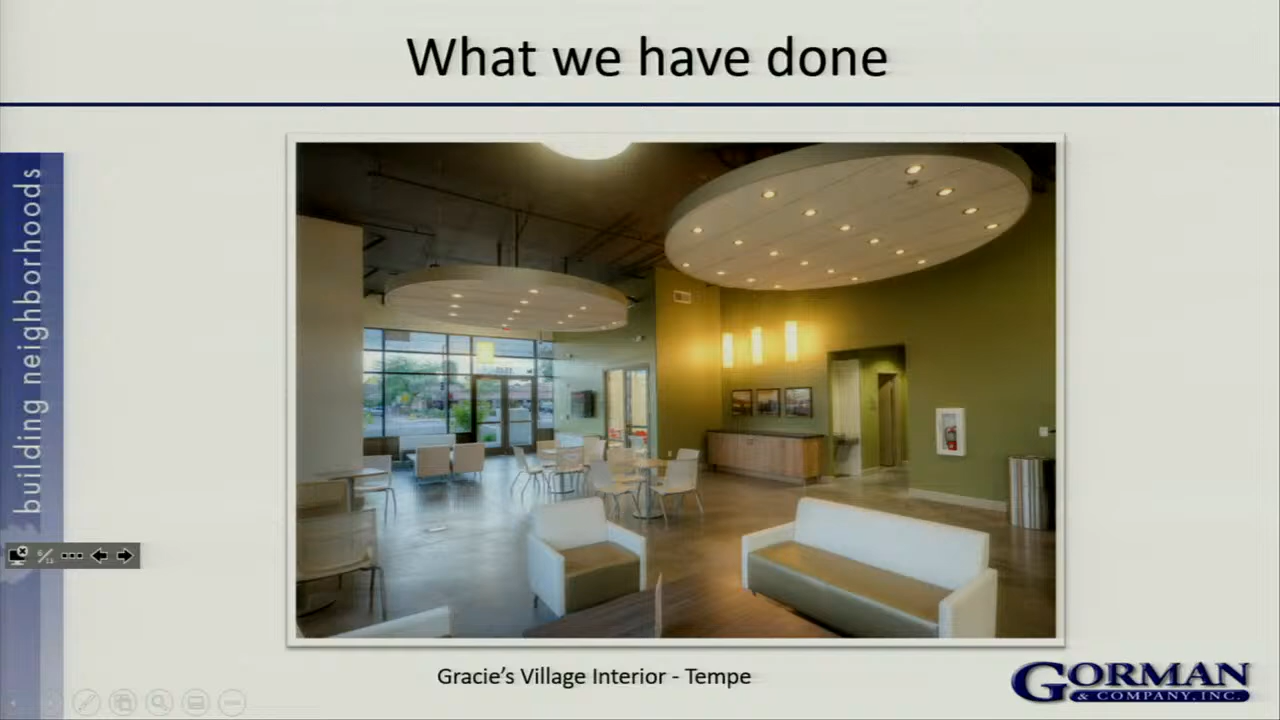 What we have done
building neighborhoods
Gracie's Village Interior - Tempe
GORMAN
& COMPANY, INC.